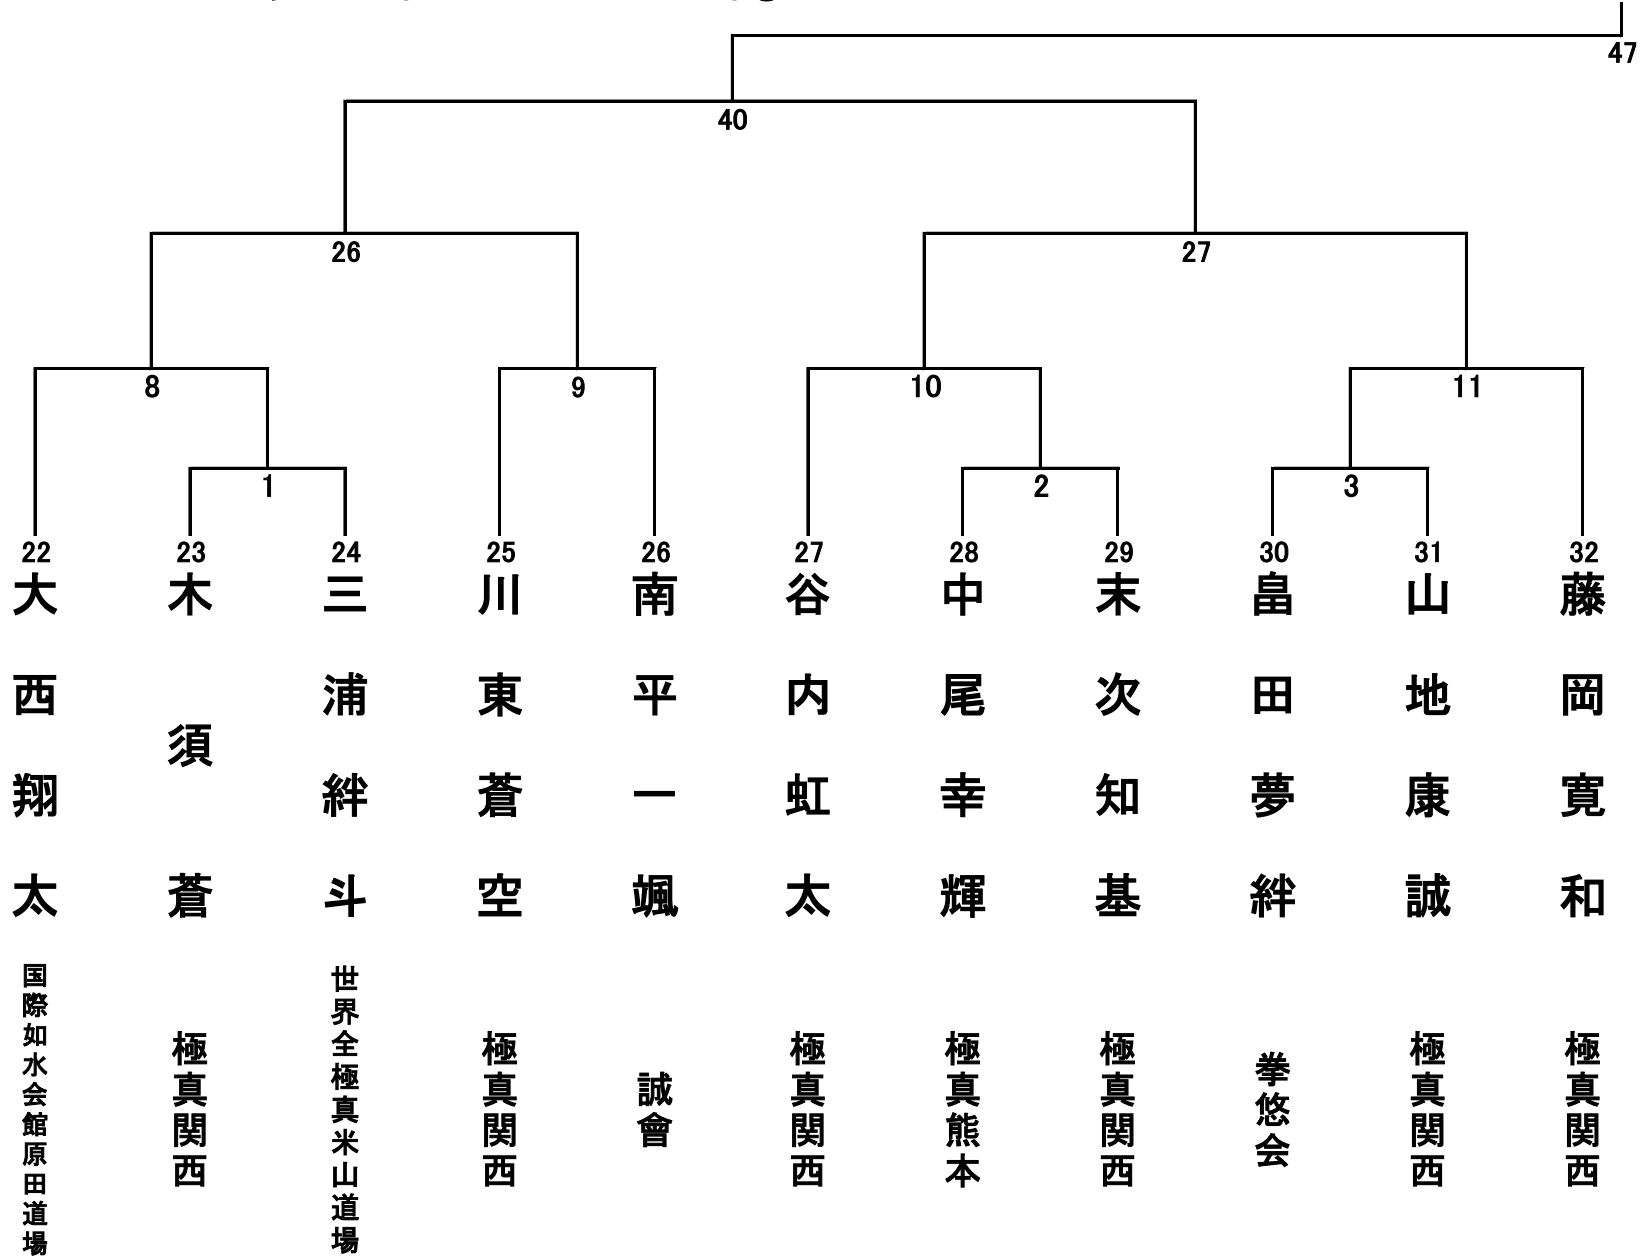 47
40
26
27
8
9
10
11
1
2
3
22
23
24
25
26
27
28
29
30
31
32
大西翔太
木須蒼
三浦絆斗
川東蒼空
南平一颯
谷内虹太
中尾幸輝
末次知基
畠田夢絆
山地康誠
藤岡寛和
国際如水会館原田道場
極真関西
世界全極真米山道場
極真関西
誠會
極真関西
極真熊本
極真関西
拳悠会
極真関西
極真関西